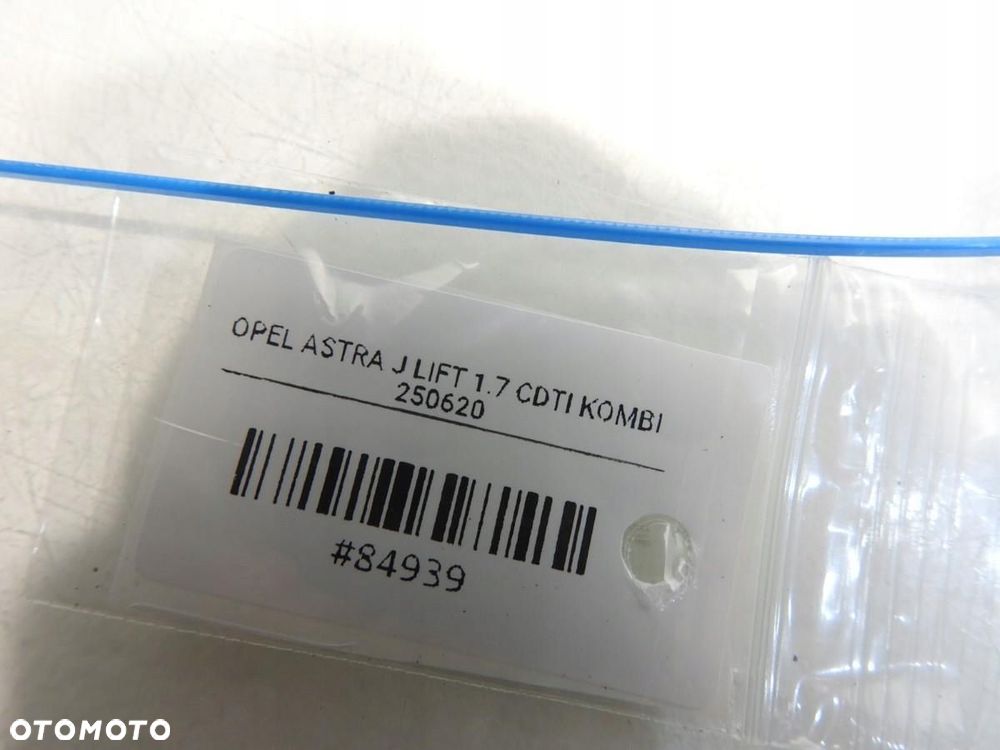 OPEL ASTRA J LIFT 1.7 CDTI KOMBI
250620
#84939
OTOMOTO